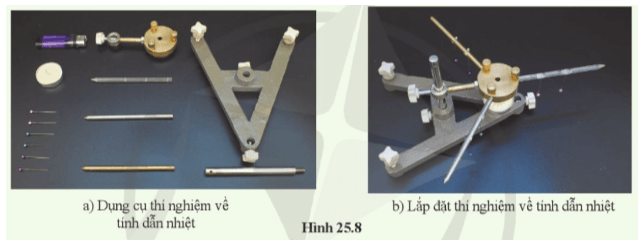 a) Dụng cụ thí nghiệm về
tính dẫn nhiệt
b) Lắp đặt thí nghiệm về tính dẫn nhiệt
Hình 25.8